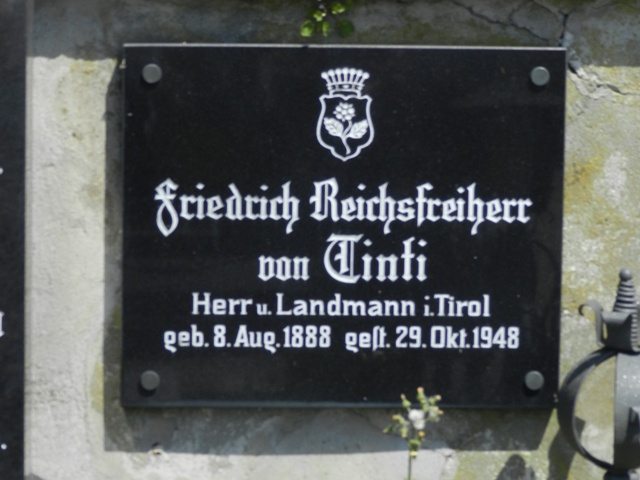 Friedrich Reichsfreiherr
von Tinti
Herr u. Landmann i. Tirol
geb. 8. Aug. 1888 gest. 29. Okt. 1948